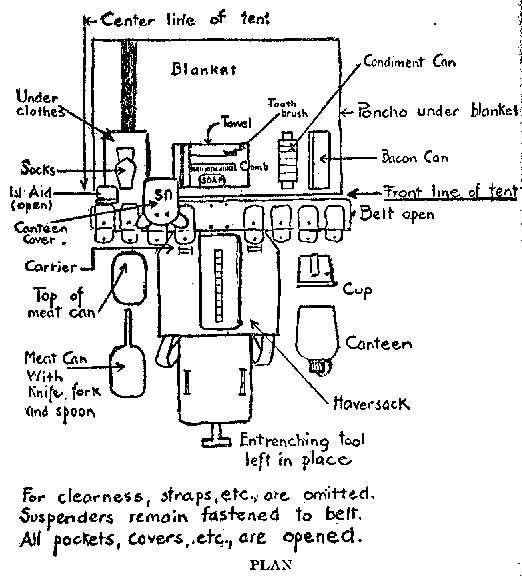 Center line of tent
Blanket
Condiment Can
Tooth
brush
Towel
Under
clothes
Poncho under blanket
Comb
Bacon Can
Socks
SOAP
1st Aid
(open)
Front line of tent
Belt open
Canteen
Cover.
Carrier
Top of
meat can
Cup
Canteen
Meat Can
With
Knife, fork
and spoon
Haversack
Entrenching tool
left in place
For clearness, straps, etc., are omitted.
Suspenders remain fastened to belt.
All pockets, covers, etc., are opened.
PLAN